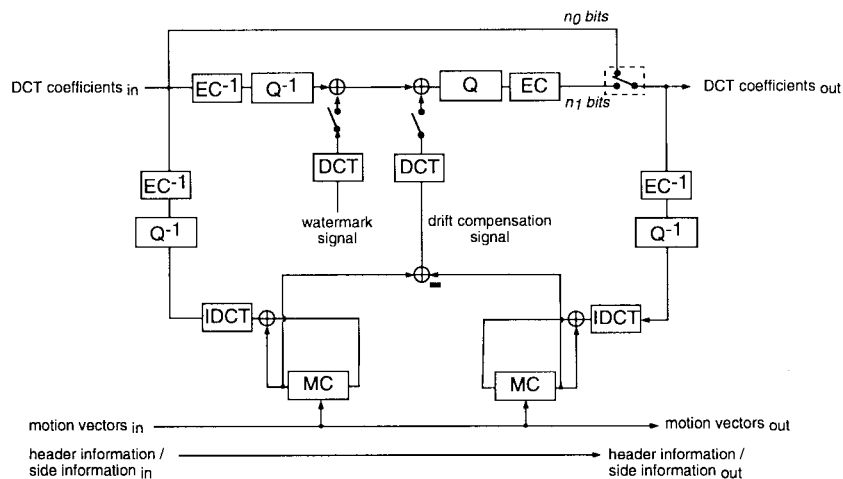 n0 bits
DCT coefficients in
EC-1
Q-1
Q
EC
n1 bits
DCT coefficients out
DCT
DCT
EC-1
EC-1
watermark
signal
drift compensation
signal
Q-1
Q-1
IDCT
IDCT
MC
MC
motion vectors in
motion vectors out
header information /
side information in
header information /
side information out